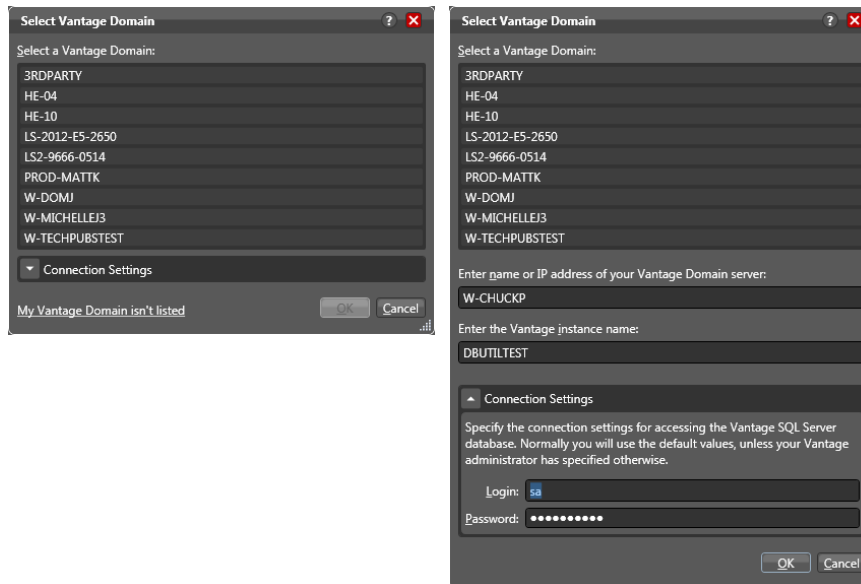 Select Vantage Domain
?
Select a Vantage Domain:
3RDPARTY
HE-04
HE-10
LS-2012-E5-2650
LS2-9666-0514
PROD-MATTK
W-DOMJ
W-MICHELLEJ3
W-TECHPUBSTEST
Connection Settings
My Vantage Domain isn't listed
OK
Cancel
Select Vantage Domain
?
Select a Vantage Domain:
3RDPARTY
HE-04
HE-10
LS-2012-E5-2650
LS2-9666-0514
PROD-MATTK
W-DOMJ
W-MICHELLEJ3
W-TECHPUBSTEST
Enter name or IP address of your Vantage Domain server:
W-CHUCKP
Enter the Vantage instance name:
DBUTILTEST
Connection Settings
Specify the connection settings for accessing the Vantage SQL Server
database. Normally you will use the default values, unless your Vantage
administrator has specified otherwise.
Login: sa
Password: ••••••••••
OK
Cancel